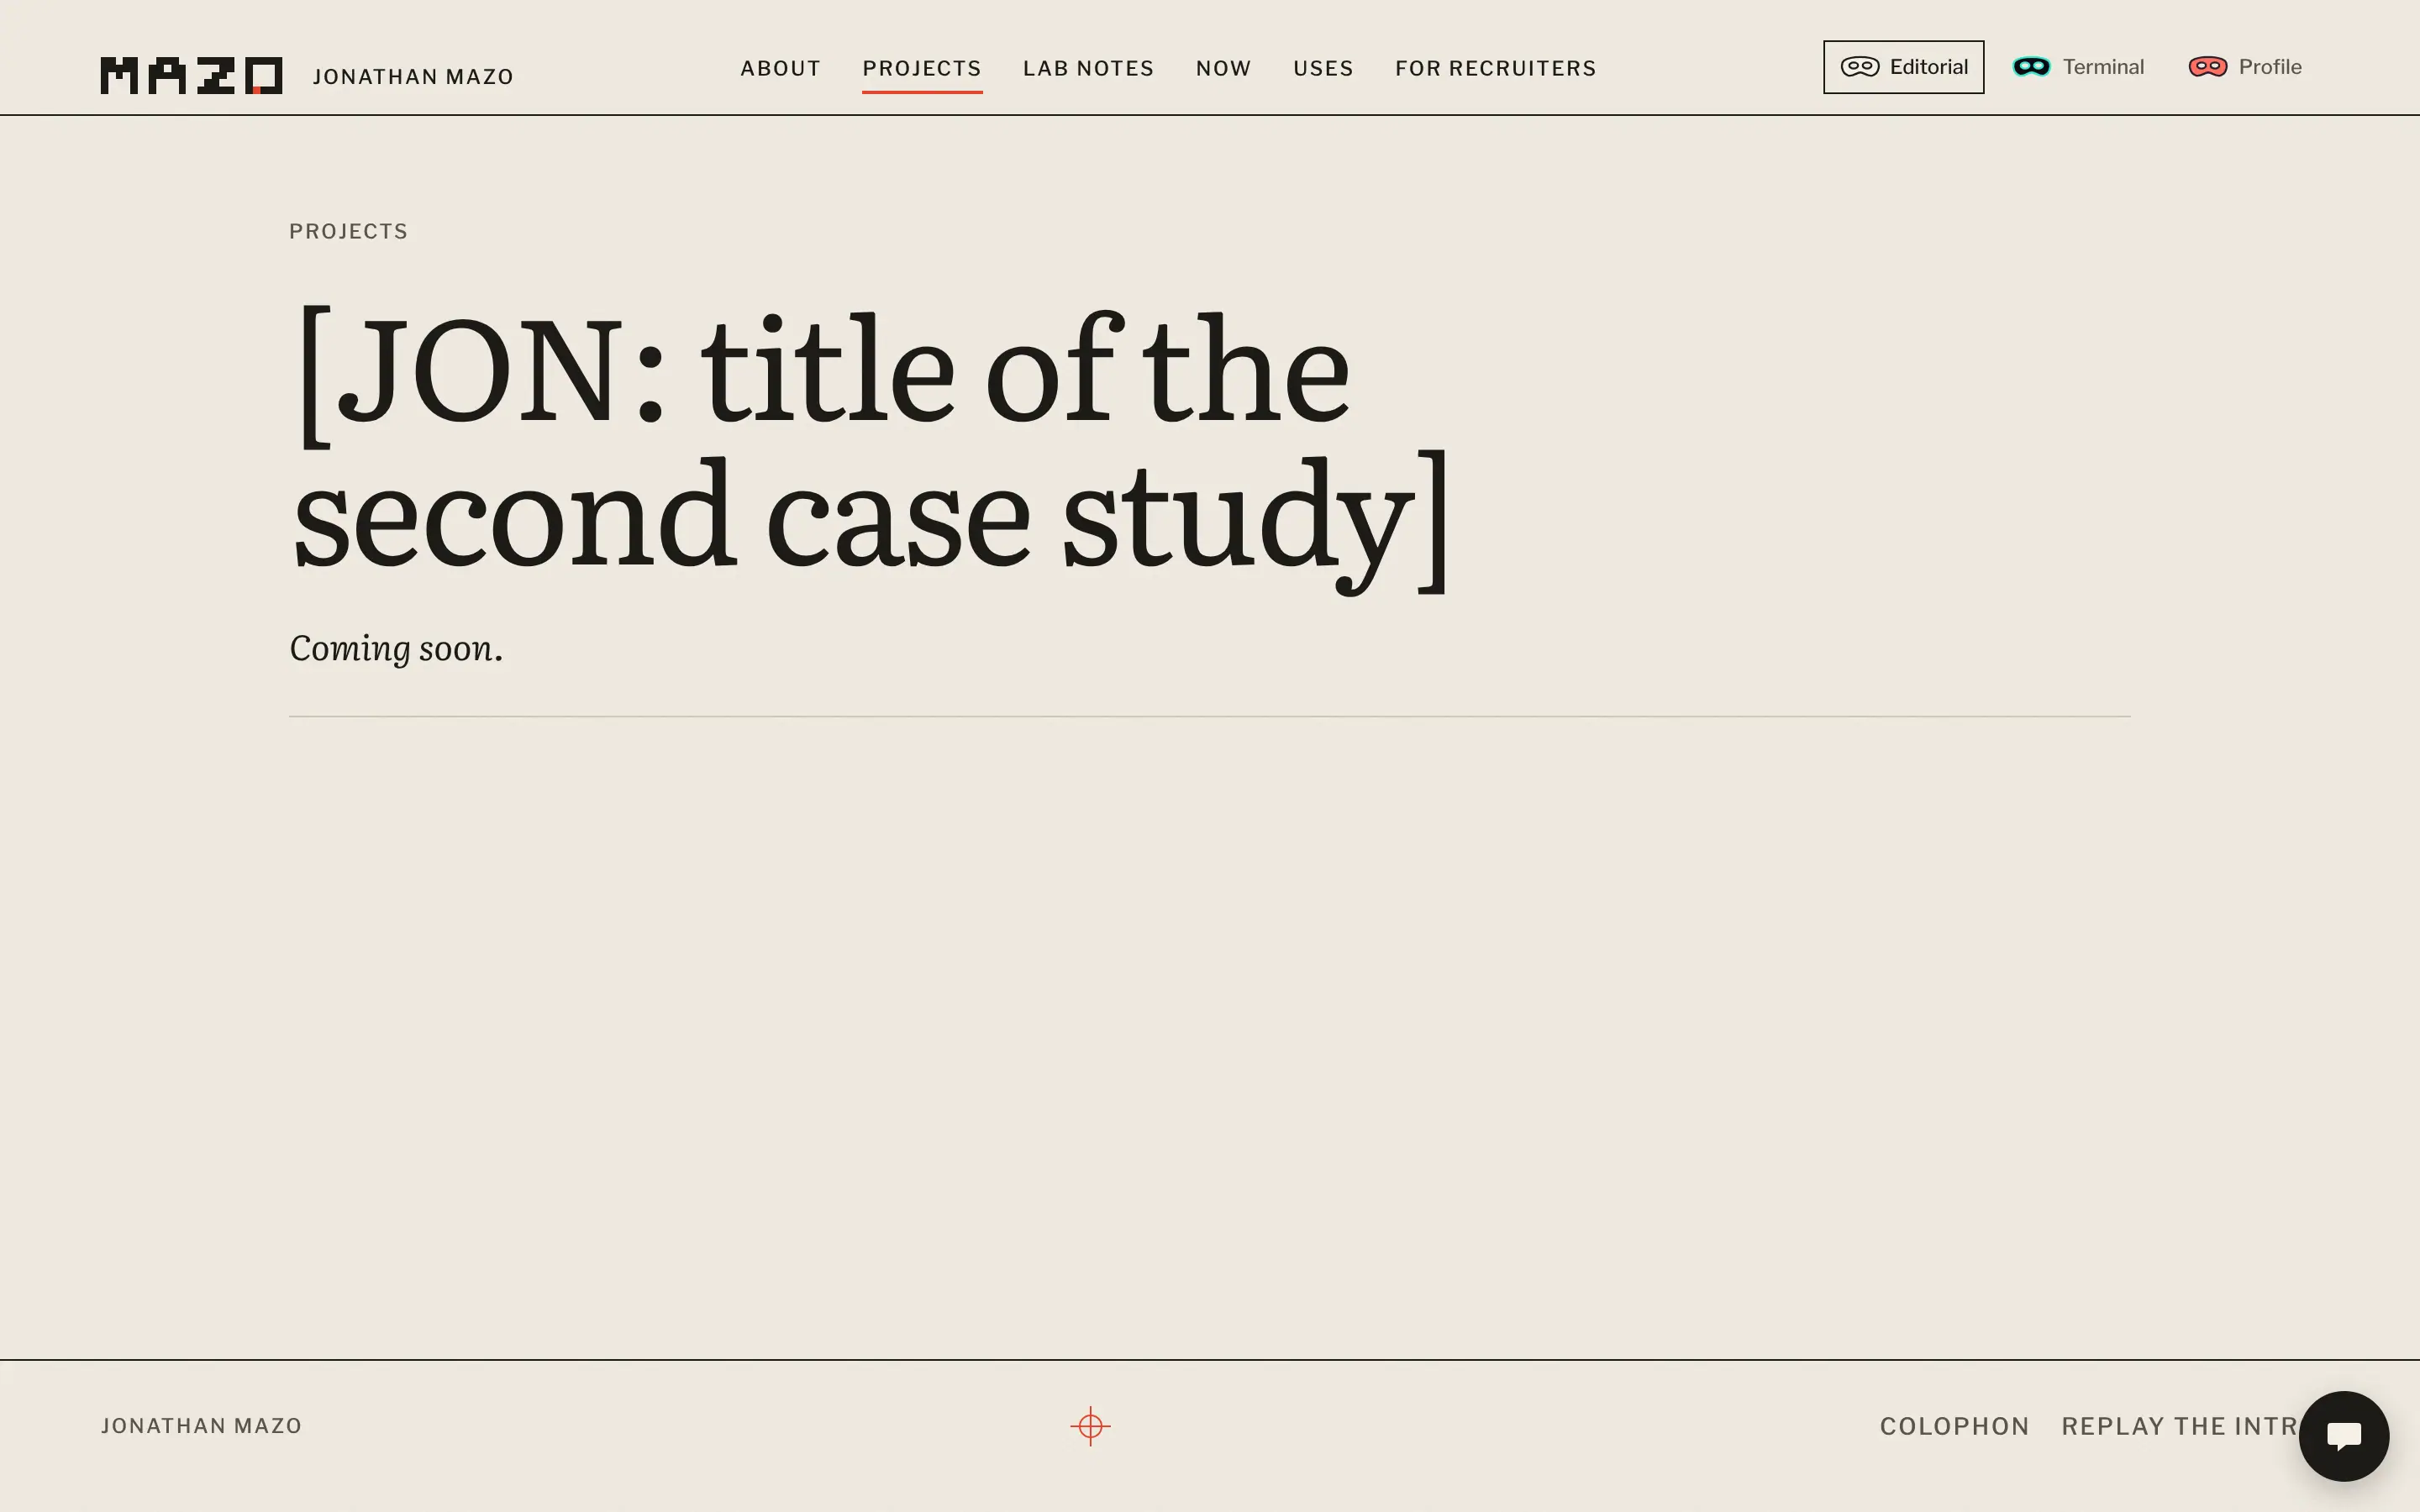 MAZO JONATHAN MAZO
ABOUT PROJECTS LAB NOTES NOW USES FOR RECRUITERS
Editorial Terminal Profile
PROJECTS
[JON: title of the
second case study]
Coming soon.
JONATHAN MAZO
COLOPHON REPLAY THE INTR